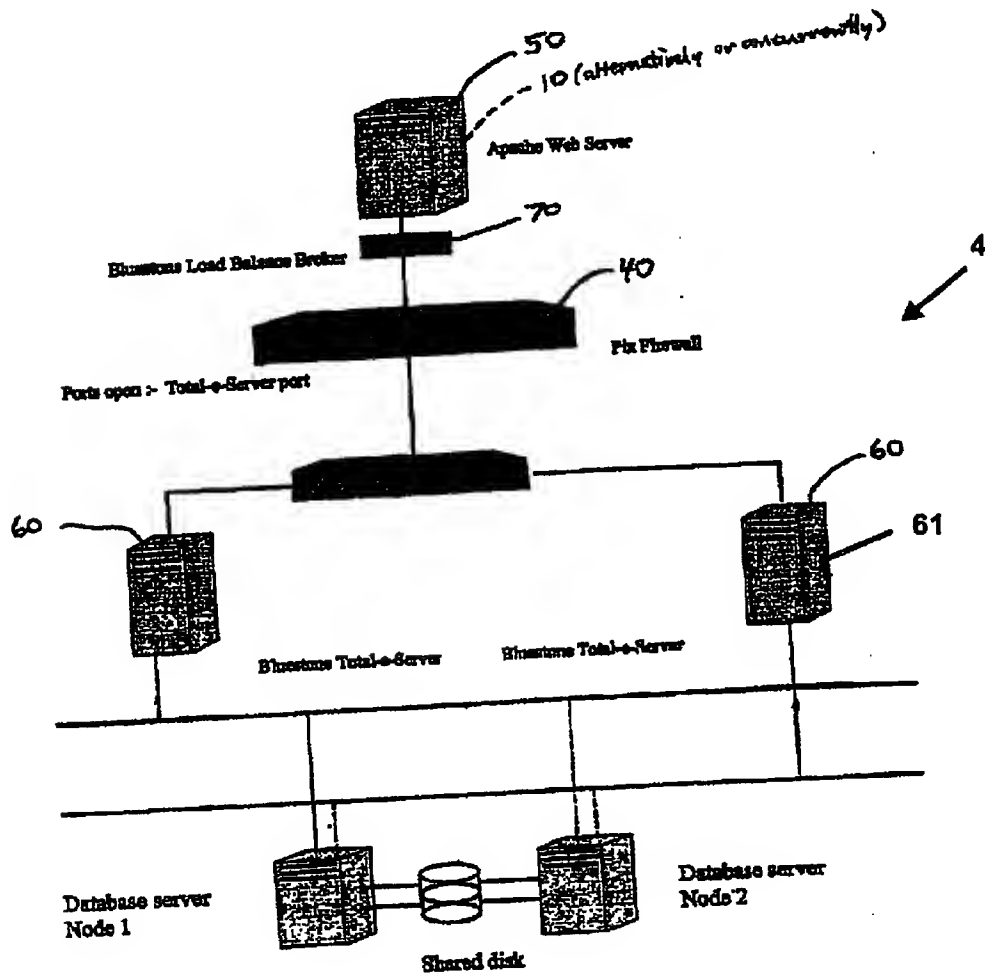 50
10 (alternatively or concurrently)
Apache Web Server
70
Bluestone Load Balance Broker
40
4
Pix Firewall
Ports open :- Total-e-Server port
60
60
61
Bluestone Total-e-Server
Bluestone Total-e-Server
Database server
Node 1
Database server
Node 2
Shared disk